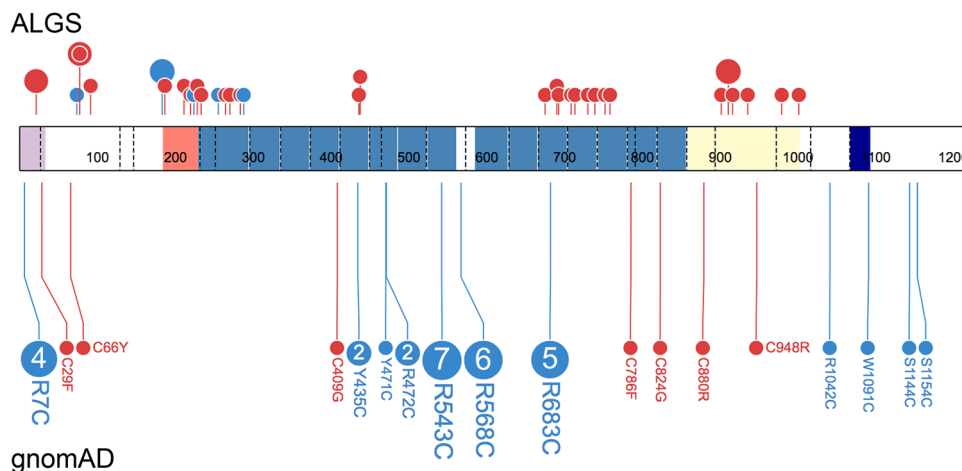 ALGS
100 200 300 400 500 600 700 800 900 1000 1100 1200
4 R7C
C29F
C66Y
C409G
2 Y435C
Y471C
2 R472C
7 R543C
6 R568C
5 R683C
C786F
C824G
C880R
C948R
R1042C
W1091C
S1144C
S1154C
gnomAD